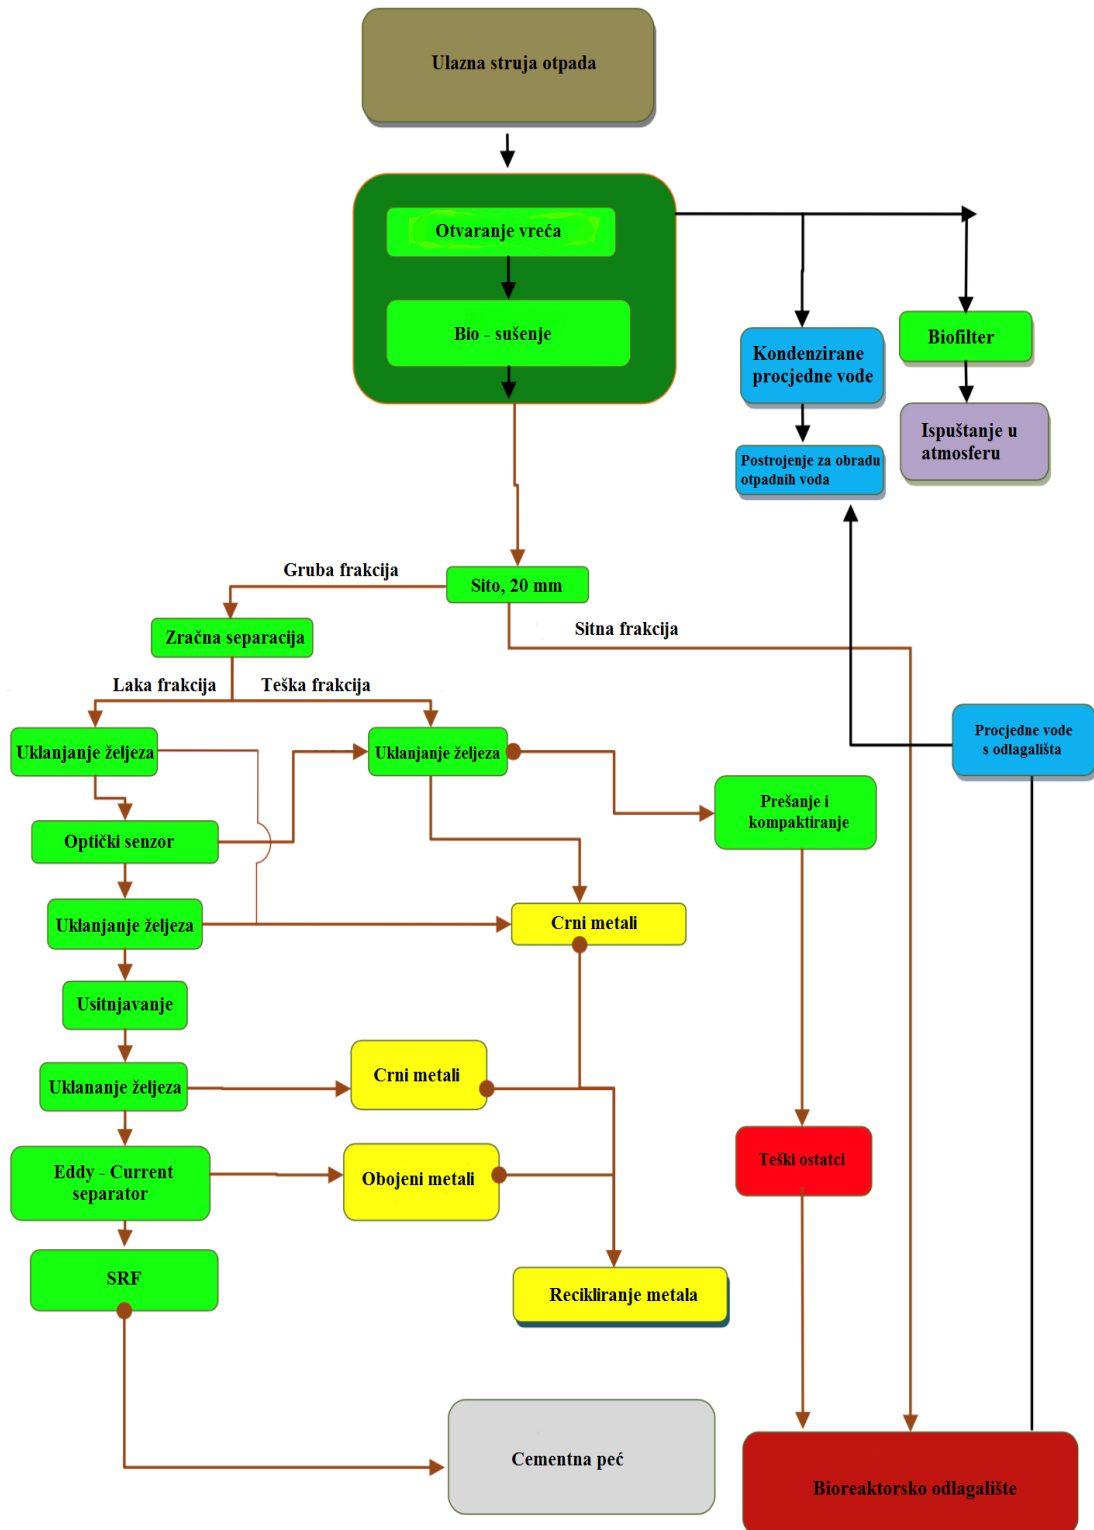 Ulazna struja otpada
Otvaranje vreća
Bio - sušenje
Kondenzirane
procjedne vode
Biofilter
Ispuštanje u
atmosferu
Postrojenje za obradu
otpadnih voda
Gruba frakcija
Sito, 20 mm
Sitna frakcija
Zračna separacija
Laka frakcija
Teška frakcija
Uklanjanje željeza
Uklanjanje željeza
Procjedne vode
s odlagališta
Prešanje i
kompaktiranje
Optički senzor
Uklanjanje željeza
Crni metali
Usitnjavanje
Uklananje željeza
Crni metali
Teški ostatci
Eddy - Current
separator
Obojeni metali
SRF
Recikliranje metala
Cementna peć
Bioreaktorsko odlagalište